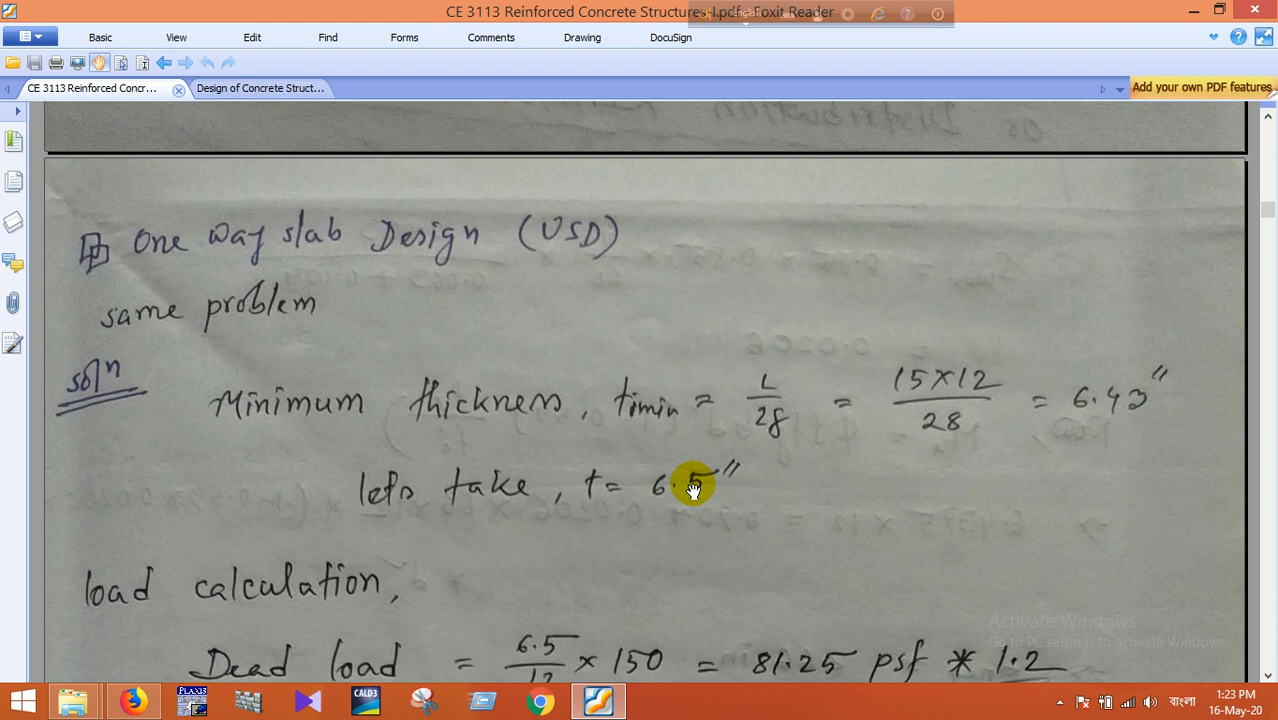 CE 3113 Reinforced Concrete Structures-I.pdf - Foxit Reader
Basic View Edit Find Forms Comments Drawing DocuSign
CE 3113 Reinforced Concr... Design of Concrete Struct... Add your own PDF features
One way slab Design (USD)
same problem
soln
Minimum thickness, tmin = L/28 = 15x12/28 = 6.43"
lets take, t = 6.5"
load calculation,
Dead load = 6.5/12 x 150 = 81.25 psf * 1.2
Activate Windows
Go to PC settings to activate Windows.
PLAXIS
CALD3
বাংলা
1:23 PM
16-May-20